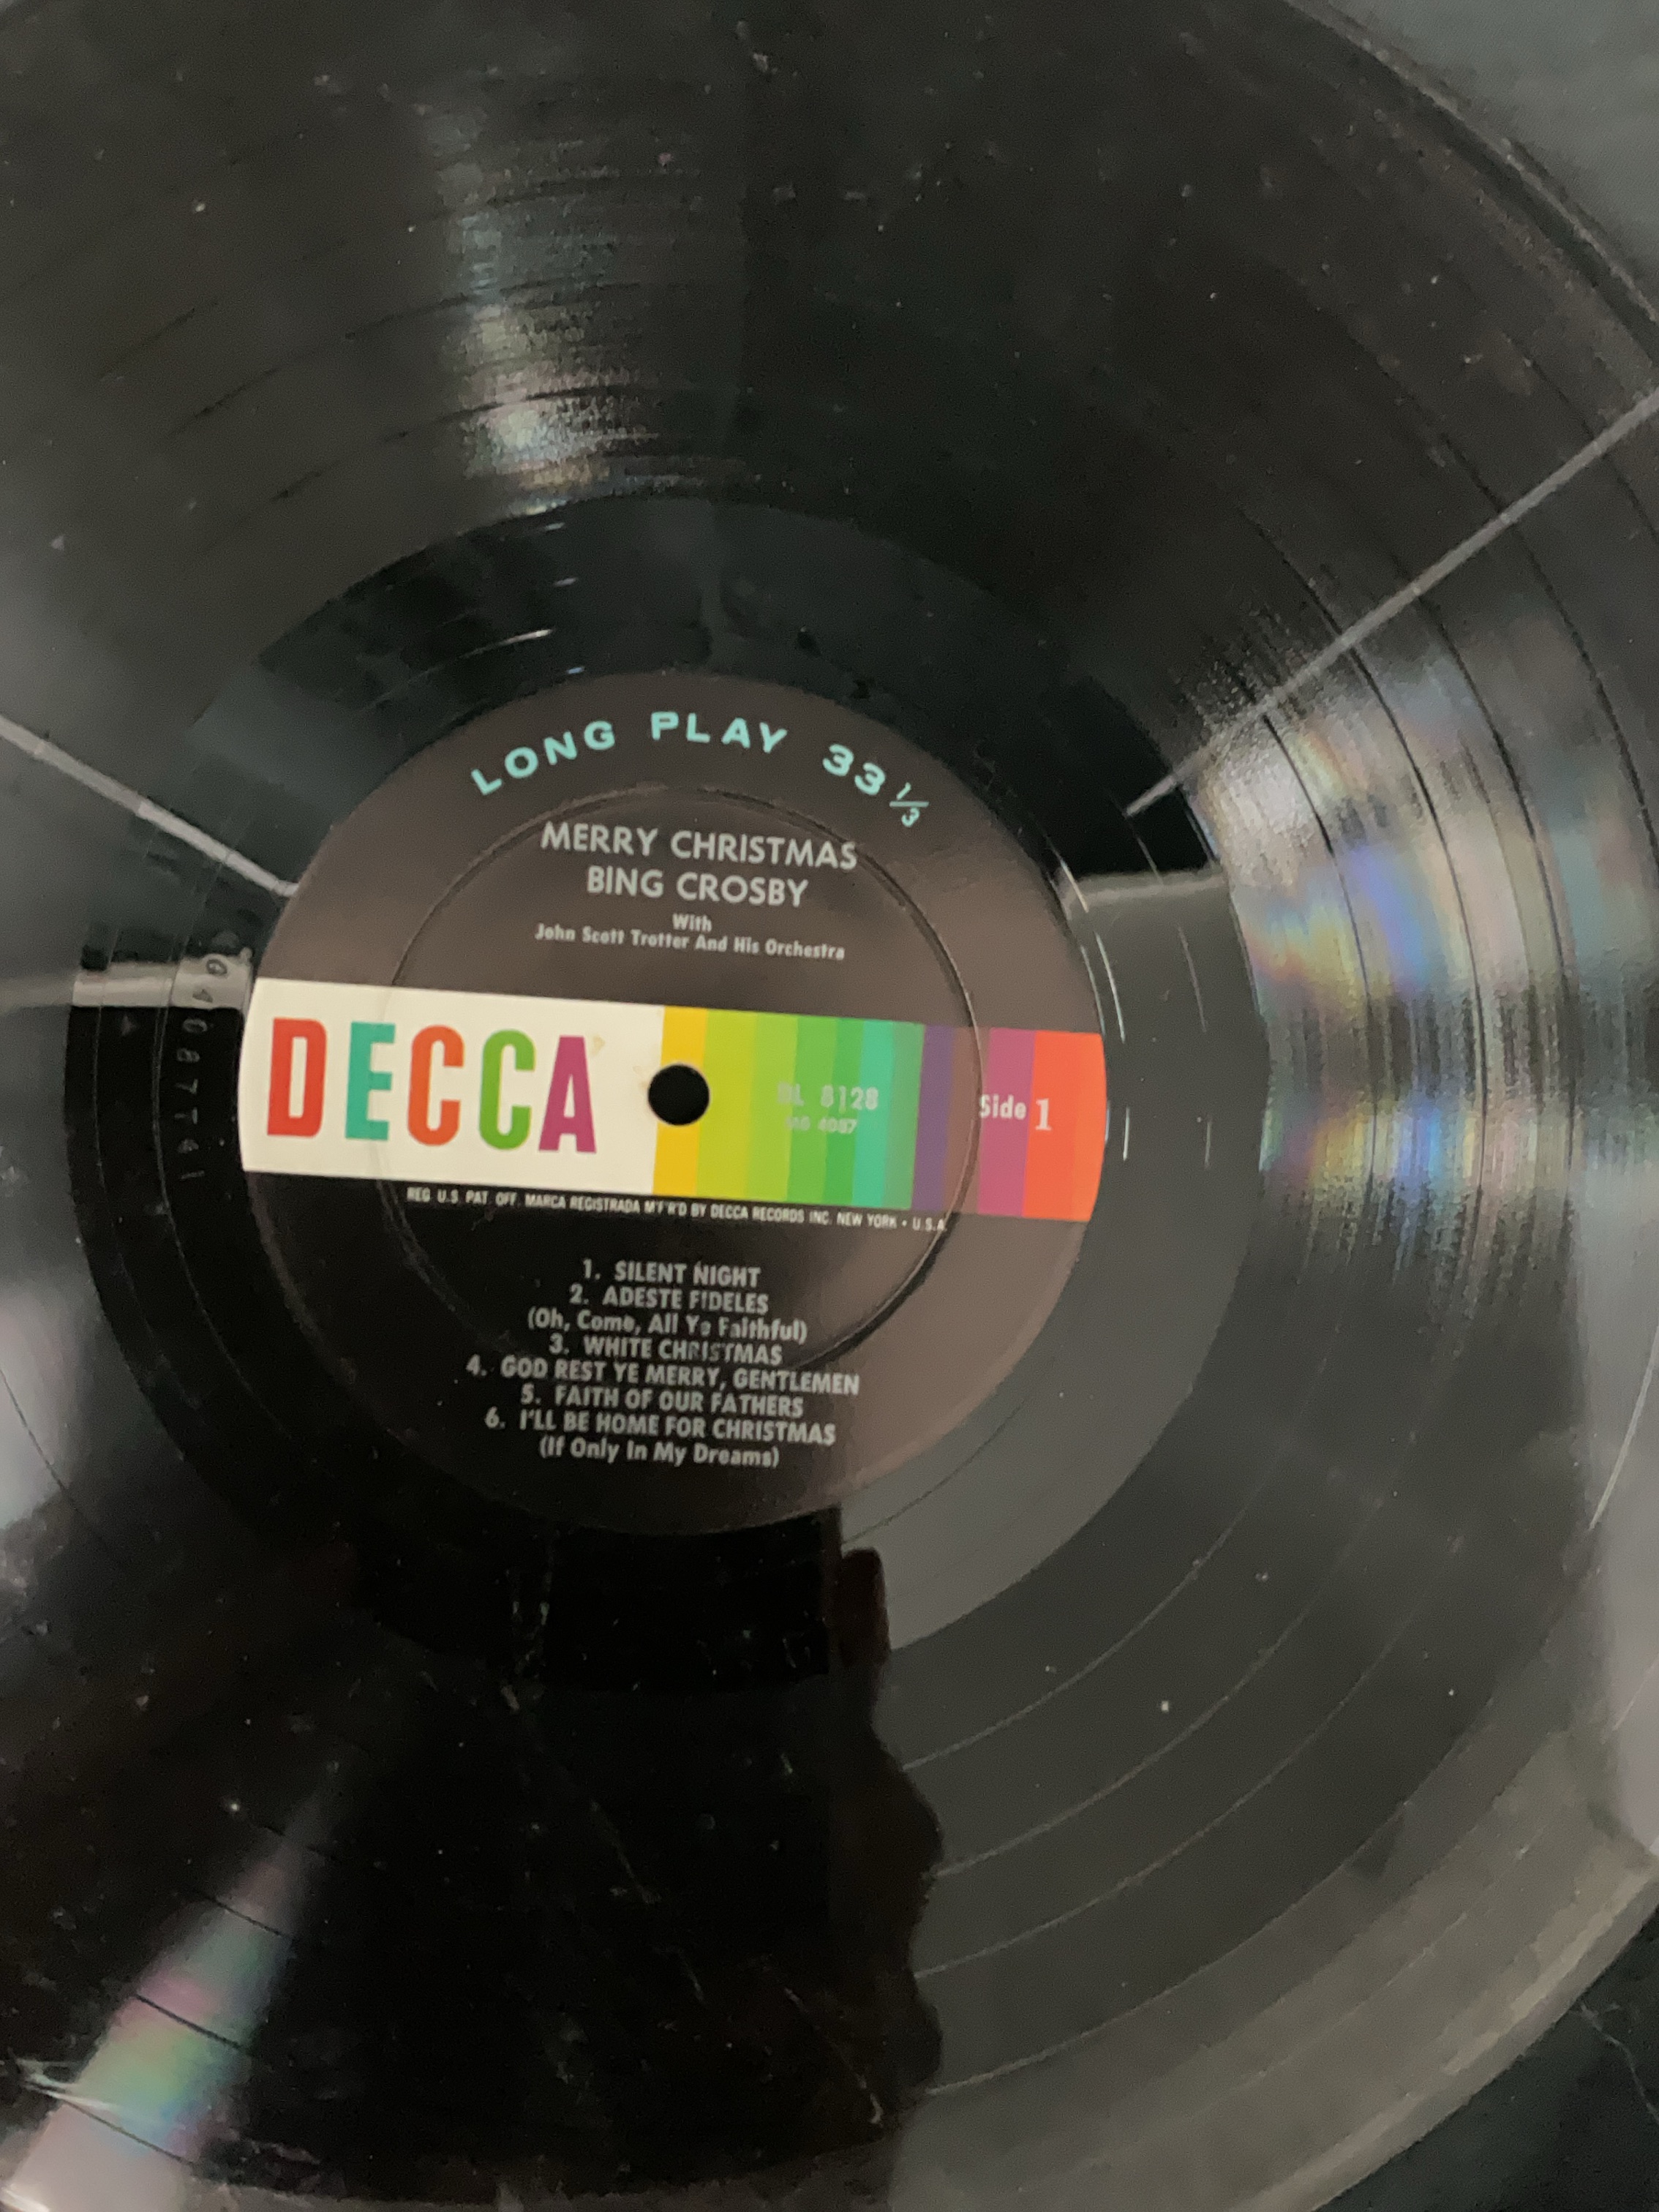 LONG PLAY 33⅓
MERRY CHRISTMAS
BING CROSBY
With
John Scott Trotter And His Orchestra
DECCA
DL 8128
Side 1
REG. U.S. PAT. OFF. MARCA REGISTRADA M'F'R'D BY DECCA RECORDS INC. NEW YORK • U.S.A.
1. SILENT NIGHT
2. ADESTE FIDELES
(Oh, Come, All Ye Faithful)
3. WHITE CHRISTMAS
4. GOD REST YE MERRY, GENTLEMEN
5. FAITH OF OUR FATHERS
6. I'LL BE HOME FOR CHRISTMAS
(If Only In My Dreams)